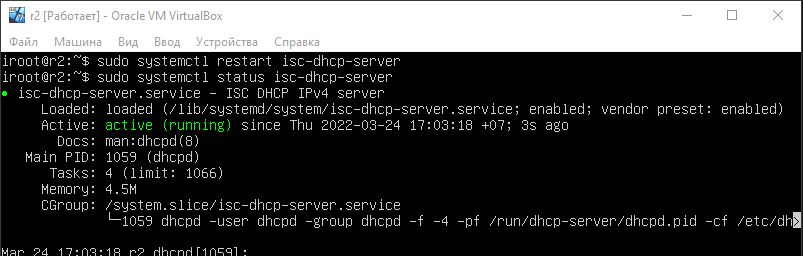 r2 [Работает] - Oracle VM VirtualBox
Файл Машина Вид Ввод Устройства Справка
iroot@r2:~$ sudo systemctl restart isc-dhcp-server
iroot@r2:~$ sudo systemctl status isc-dhcp-server
● isc-dhcp-server.service - ISC DHCP IPv4 server
Loaded: loaded (/lib/systemd/system/isc-dhcp-server.service; enabled; vendor preset: enabled)
Active: active (running) since Thu 2022-03-24 17:03:18 +07; 3s ago
Docs: man:dhcpd(8)
Main PID: 1059 (dhcpd)
Tasks: 4 (limit: 1066)
Memory: 4.5M
CGroup: /system.slice/isc-dhcp-server.service
└─1059 dhcpd -user dhcpd -group dhcpd -f -4 -pf /run/dhcp-server/dhcpd.pid -cf /etc/dh>
Mar 24 17:03:18 r2 dhcpd[1059]: